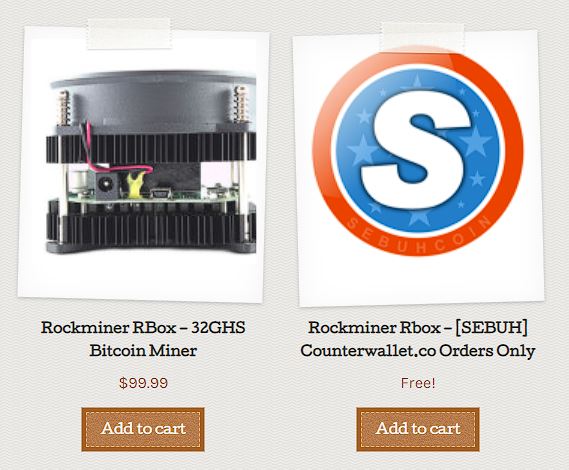 S
SEBUHCOIN
Rockminer RBox – 32GHS
Bitcoin Miner
$99.99
Add to cart
Rockminer Rbox – [SEBUH]
Counterwallet.co Orders Only
Free!
Add to cart